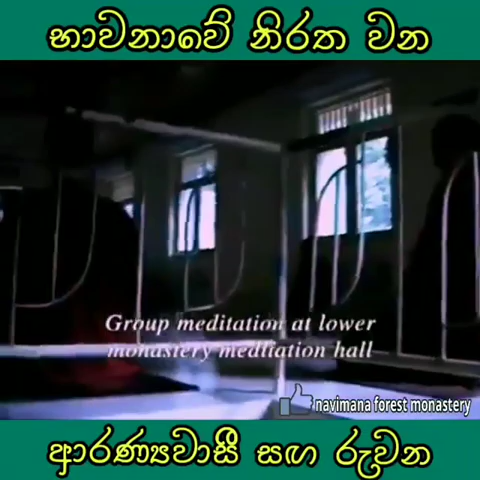 භාවනාවේ නිරත වන
Group meditation at lower
monastery meditation hall
navimana forest monastery
ආරණ්‍යවාසී සඟ රුවන